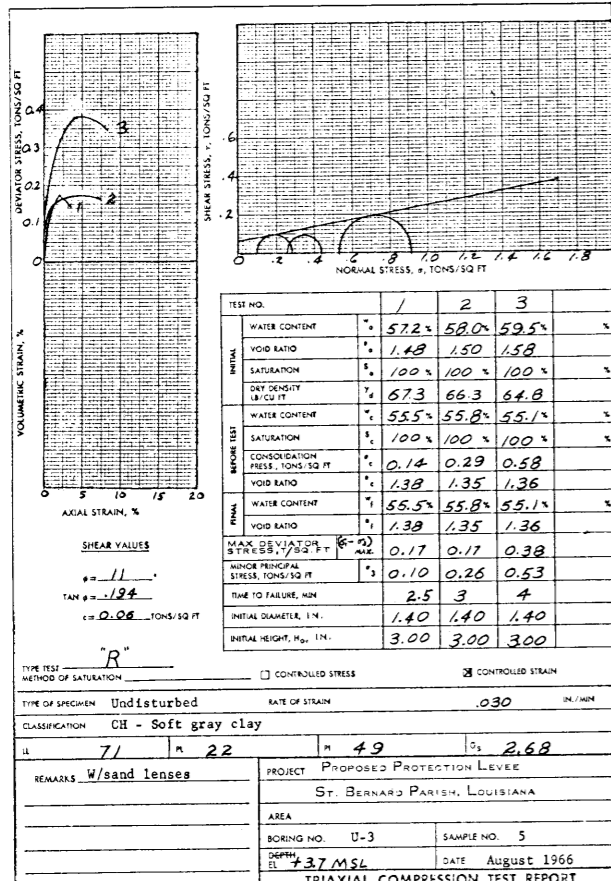 DEVIATOR STRESS, TONS/SQ FT
0.4
0.3
0.2
0.1
0
3
2
1
VOLUMETRIC STRAIN, %
0 5 10 15 20
AXIAL STRAIN, %
SHEAR STRESS, τ, TONS/SQ FT
.6
.4
.2
0 .2 .4 .6 .8 1.0 1.2 1.4 1.6 1.8
NORMAL STRESS, σ, TONS/SQ FT
SHEAR VALUES
φ = 11 °
TAN φ = .194
c = 0.06 TONS/SQ FT
TEST NO. 1 2 3
INITIAL
WATER CONTENT w₀ 57.2% 58.0% 59.5% %
VOID RATIO e₀ 1.48 1.50 1.58
SATURATION S₀ 100 % 100 % 100 % %
DRY DENSITY LB/CU FT γd 67.3 66.3 64.8
BEFORE TEST
WATER CONTENT wc 55.5% 55.8% 55.1% %
SATURATION Sc 100 % 100 % 100 % %
CONSOLIDATION PRESS., TONS/SQ FT σc 0.14 0.29 0.58
VOID RATIO ec 1.38 1.35 1.36
FINAL
WATER CONTENT wf 55.5% 55.8% 55.1% %
VOID RATIO ef 1.38 1.35 1.36
MAX DEVIATOR STRESS, T/SQ. FT (σ₁-σ₃) MAX. 0.17 0.17 0.38
MINOR PRINCIPAL STRESS, TONS/SQ FT σ₃ 0.10 0.26 0.53
TIME TO FAILURE, MIN 2.5 3 4
INITIAL DIAMETER, IN. 1.40 1.40 1.40
INITIAL HEIGHT, H₀, IN. 3.00 3.00 3.00
TYPE TEST "R"
METHOD OF SATURATION ☐ CONTROLLED STRESS ☒ CONTROLLED STRAIN
TYPE OF SPECIMEN Undisturbed RATE OF STRAIN .030 IN./MIN
CLASSIFICATION CH - Soft gray clay
LL 71 PL 22 PI 49 Gs 2.68
REMARKS W/sand lenses
PROJECT PROPOSED PROTECTION LEVEE
ST. BERNARD PARISH, LOUISIANA
AREA
BORING NO. U-3 SAMPLE NO. 5
DEPTH EL +3.7 MSL DATE August 1966
TRIAXIAL COMPRESSION TEST REPORT